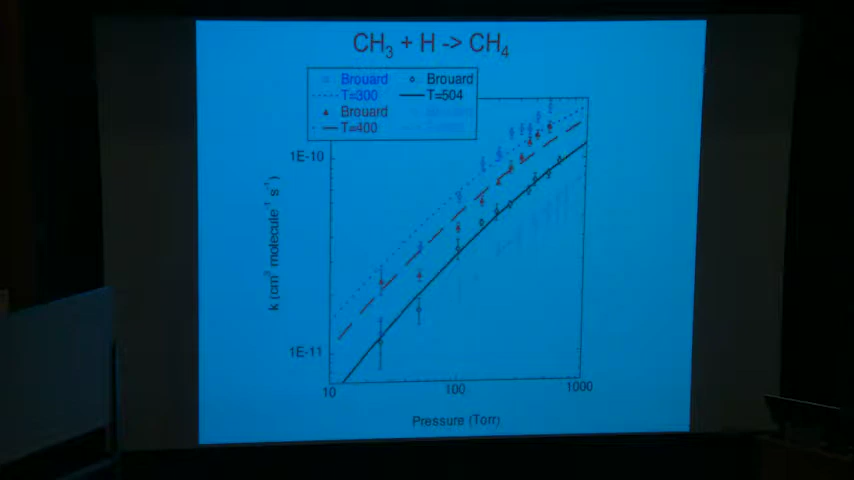 CH₃ + H -> CH₄
Brouard Brouard
T=300 T=504
Brouard
T=400
1E-10
1E-11
k (cm³ molecule⁻¹ s⁻¹)
10 100 1000
Pressure (Torr)